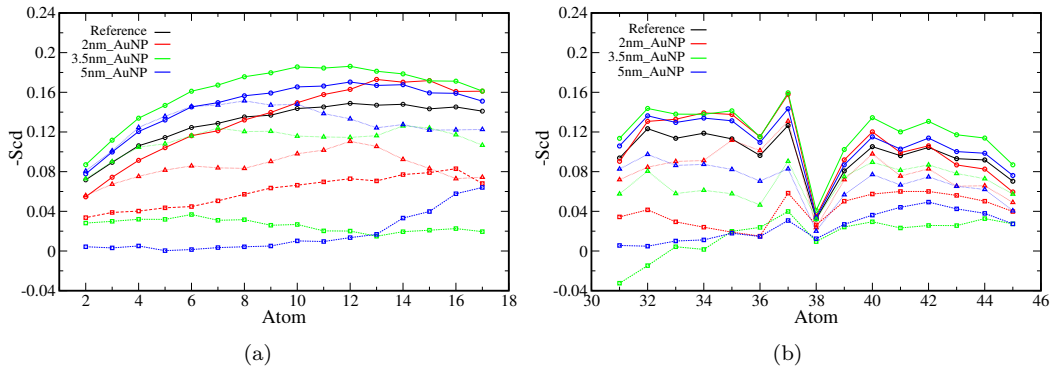 0.24
0.2
0.16
0.12
0.08
0.04
0
-0.04
-Scd
Reference
2nm_AuNP
3.5nm_AuNP
5nm_AuNP
2 4 6 8 10 12 14 16 18
Atom
(a)
0.24
0.2
0.16
0.12
0.08
0.04
0
-0.04
-Scd
Reference
2nm_AuNP
3.5nm_AuNP
5nm_AuNP
30 32 34 36 38 40 42 44 46
Atom
(b)